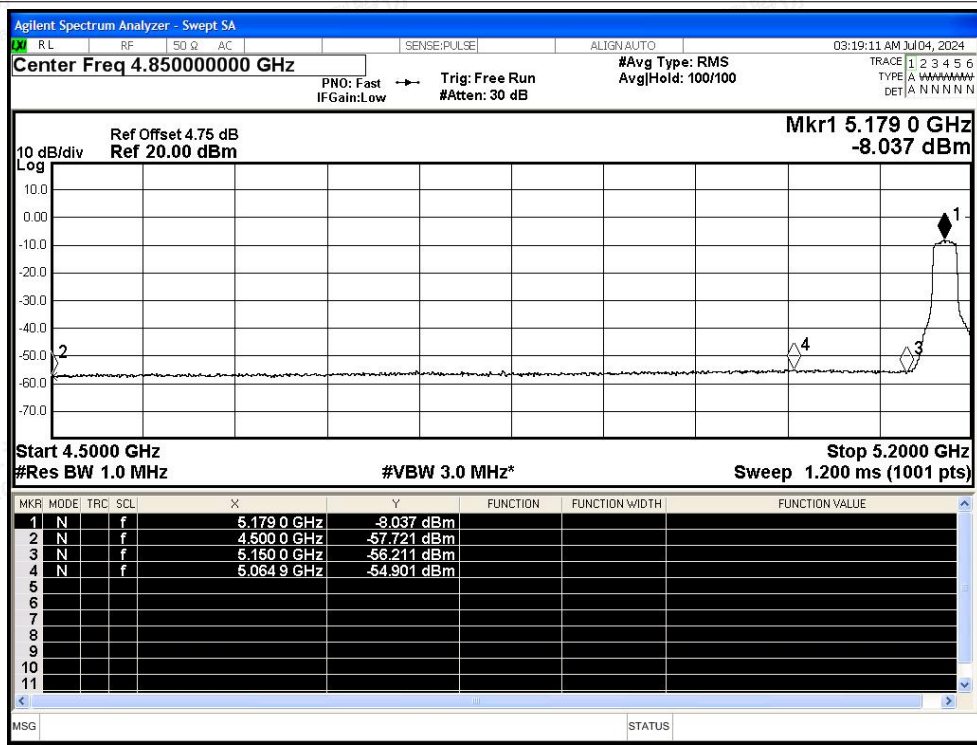 Agilent Spectrum Analyzer - Swept SA
LXI RL RF 50 Ω AC SENSE:PULSE ALIGN AUTO 03:19:11 AM Jul 04, 2024
Center Freq 4.850000000 GHz #Avg Type: RMS TRACE 1 2 3 4 5 6
PNO: Fast Trig: Free Run Avg|Hold: 100/100 TYPE A WWWWW
IFGain:Low #Atten: 30 dB DET A N N N N N
Mkr1 5.179 0 GHz
Ref Offset 4.75 dB
10 dB/div Ref 20.00 dBm -8.037 dBm
Log
10.0
0.00
1
-10.0
-20.0
-30.0
-40.0
2 4 3
-50.0
-60.0
-70.0
Start 4.5000 GHz Stop 5.2000 GHz
#Res BW 1.0 MHz #VBW 3.0 MHz* Sweep 1.200 ms (1001 pts)
MKR MODE TRC SCL X Y FUNCTION FUNCTION WIDTH FUNCTION VALUE
1 N f 5.179 0 GHz -8.037 dBm
2 N f 4.500 0 GHz -57.721 dBm
3 N f 5.150 0 GHz -56.211 dBm
4 N f 5.064 9 GHz -54.901 dBm
5
6
7
8
9
10
11
MSG STATUS